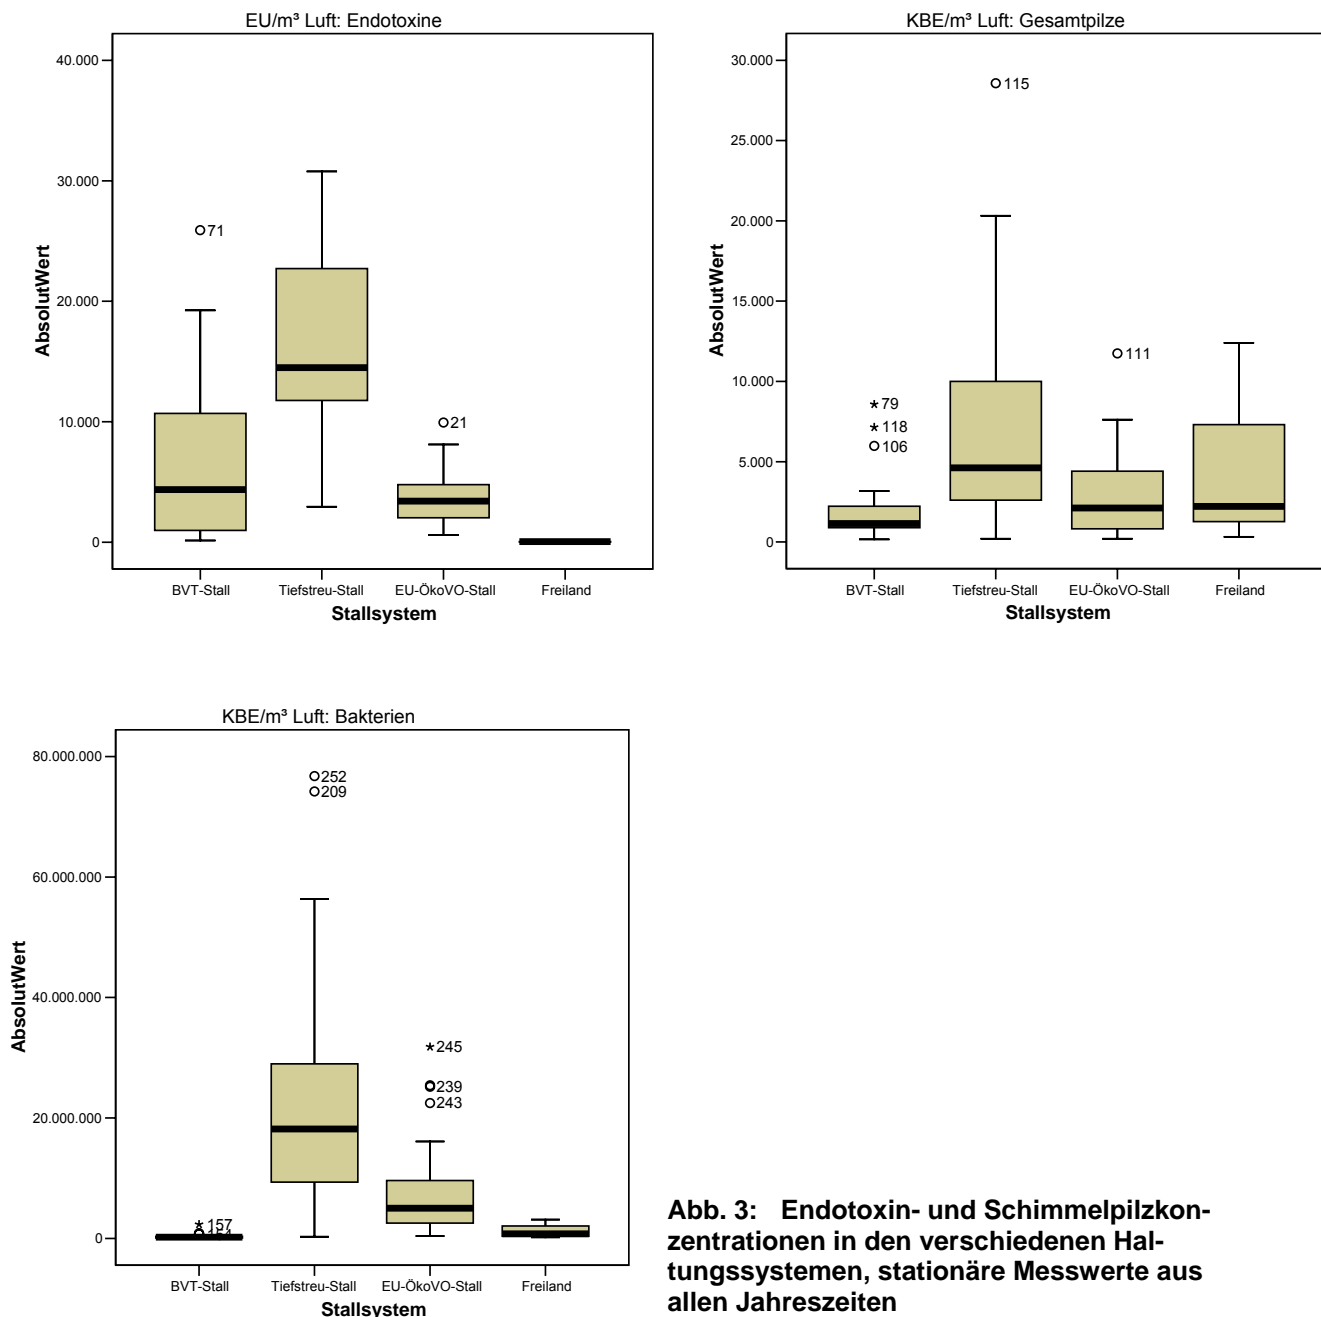 EU/m³ Luft: Endotoxine
40.000
30.000
20.000
10.000
0
AbsolutWert
71
21
BVT-Stall
Tiefstreu-Stall
EU-ÖkoVO-Stall
Freiland
Stallsystem
KBE/m³ Luft: Gesamtpilze
30.000
25.000
20.000
15.000
10.000
5.000
0
AbsolutWert
115
111
79
118
106
BVT-Stall
Tiefstreu-Stall
EU-ÖkoVO-Stall
Freiland
Stallsystem
KBE/m³ Luft: Bakterien
80.000.000
60.000.000
40.000.000
20.000.000
0
AbsolutWert
252
209
245
239
243
157
BVT-Stall
Tiefstreu-Stall
EU-ÖkoVO-Stall
Freiland
Stallsystem
Abb. 3: Endotoxin- und Schimmelpilzkon-
zentrationen in den verschiedenen Hal-
tungssystemen, stationäre Messwerte aus
allen Jahreszeiten